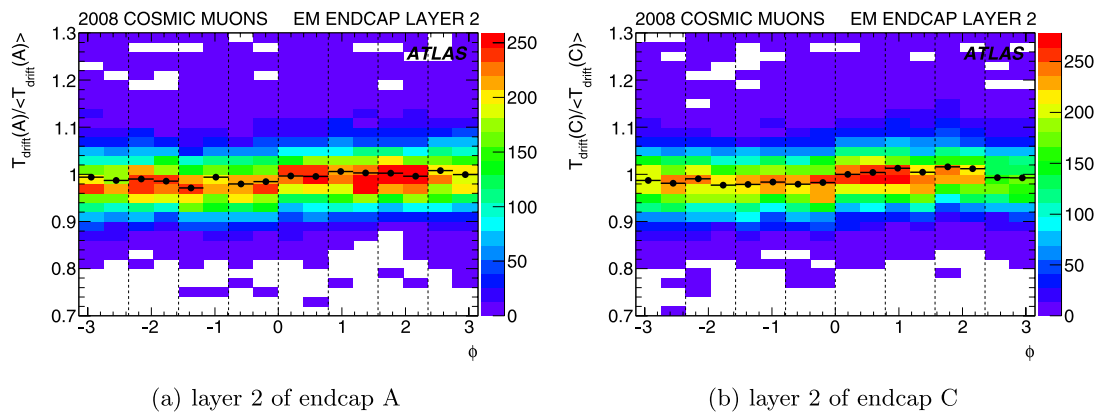 2008 COSMIC MUONS EM ENDCAP LAYER 2
T_drift(A)/<T_drift(A)>
1.3
1.2
1.1
1
0.9
0.8
0.7
ATLAS
250
200
150
100
50
0
-3 -2 -1 0 1 2 3
ϕ
(a) layer 2 of endcap A
2008 COSMIC MUONS EM ENDCAP LAYER 2
T_drift(C)/<T_drift(C)>
1.3
1.2
1.1
1
0.9
0.8
0.7
ATLAS
250
200
150
100
50
0
-3 -2 -1 0 1 2 3
ϕ
(b) layer 2 of endcap C